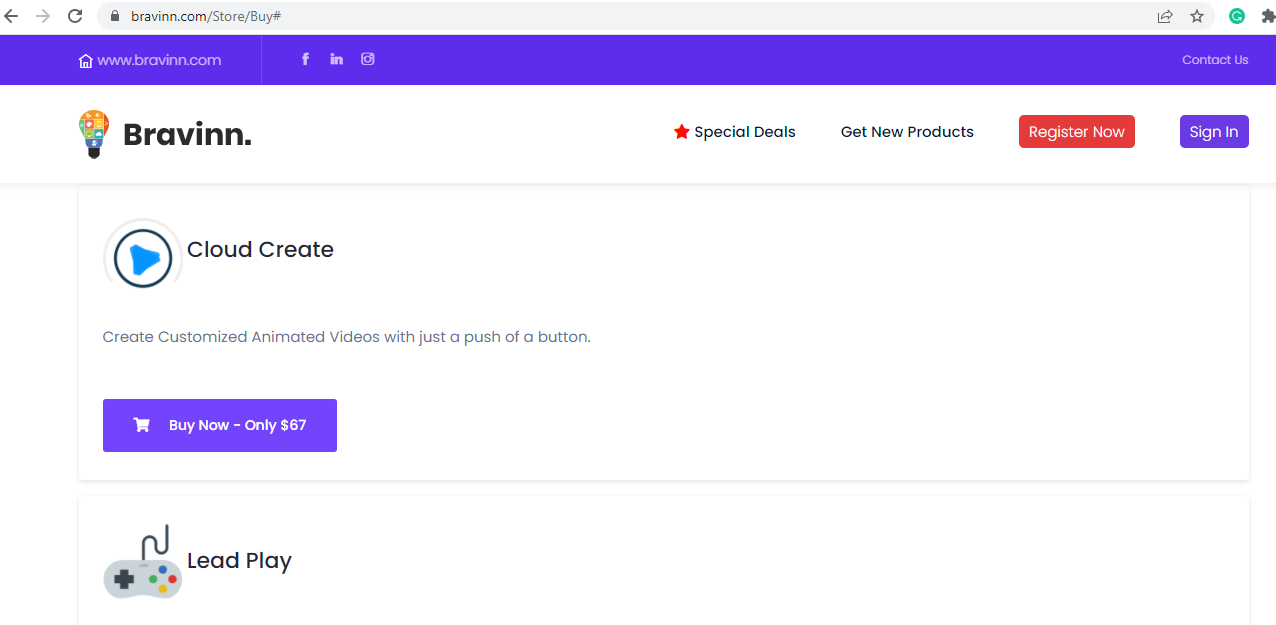 bravinn.com/Store/Buy#
www.bravinn.com
Contact Us
Bravinn.
Special Deals
Get New Products
Register Now
Sign In
Cloud Create
Create Customized Animated Videos with just a push of a button.
Buy Now - Only $67
Lead Play